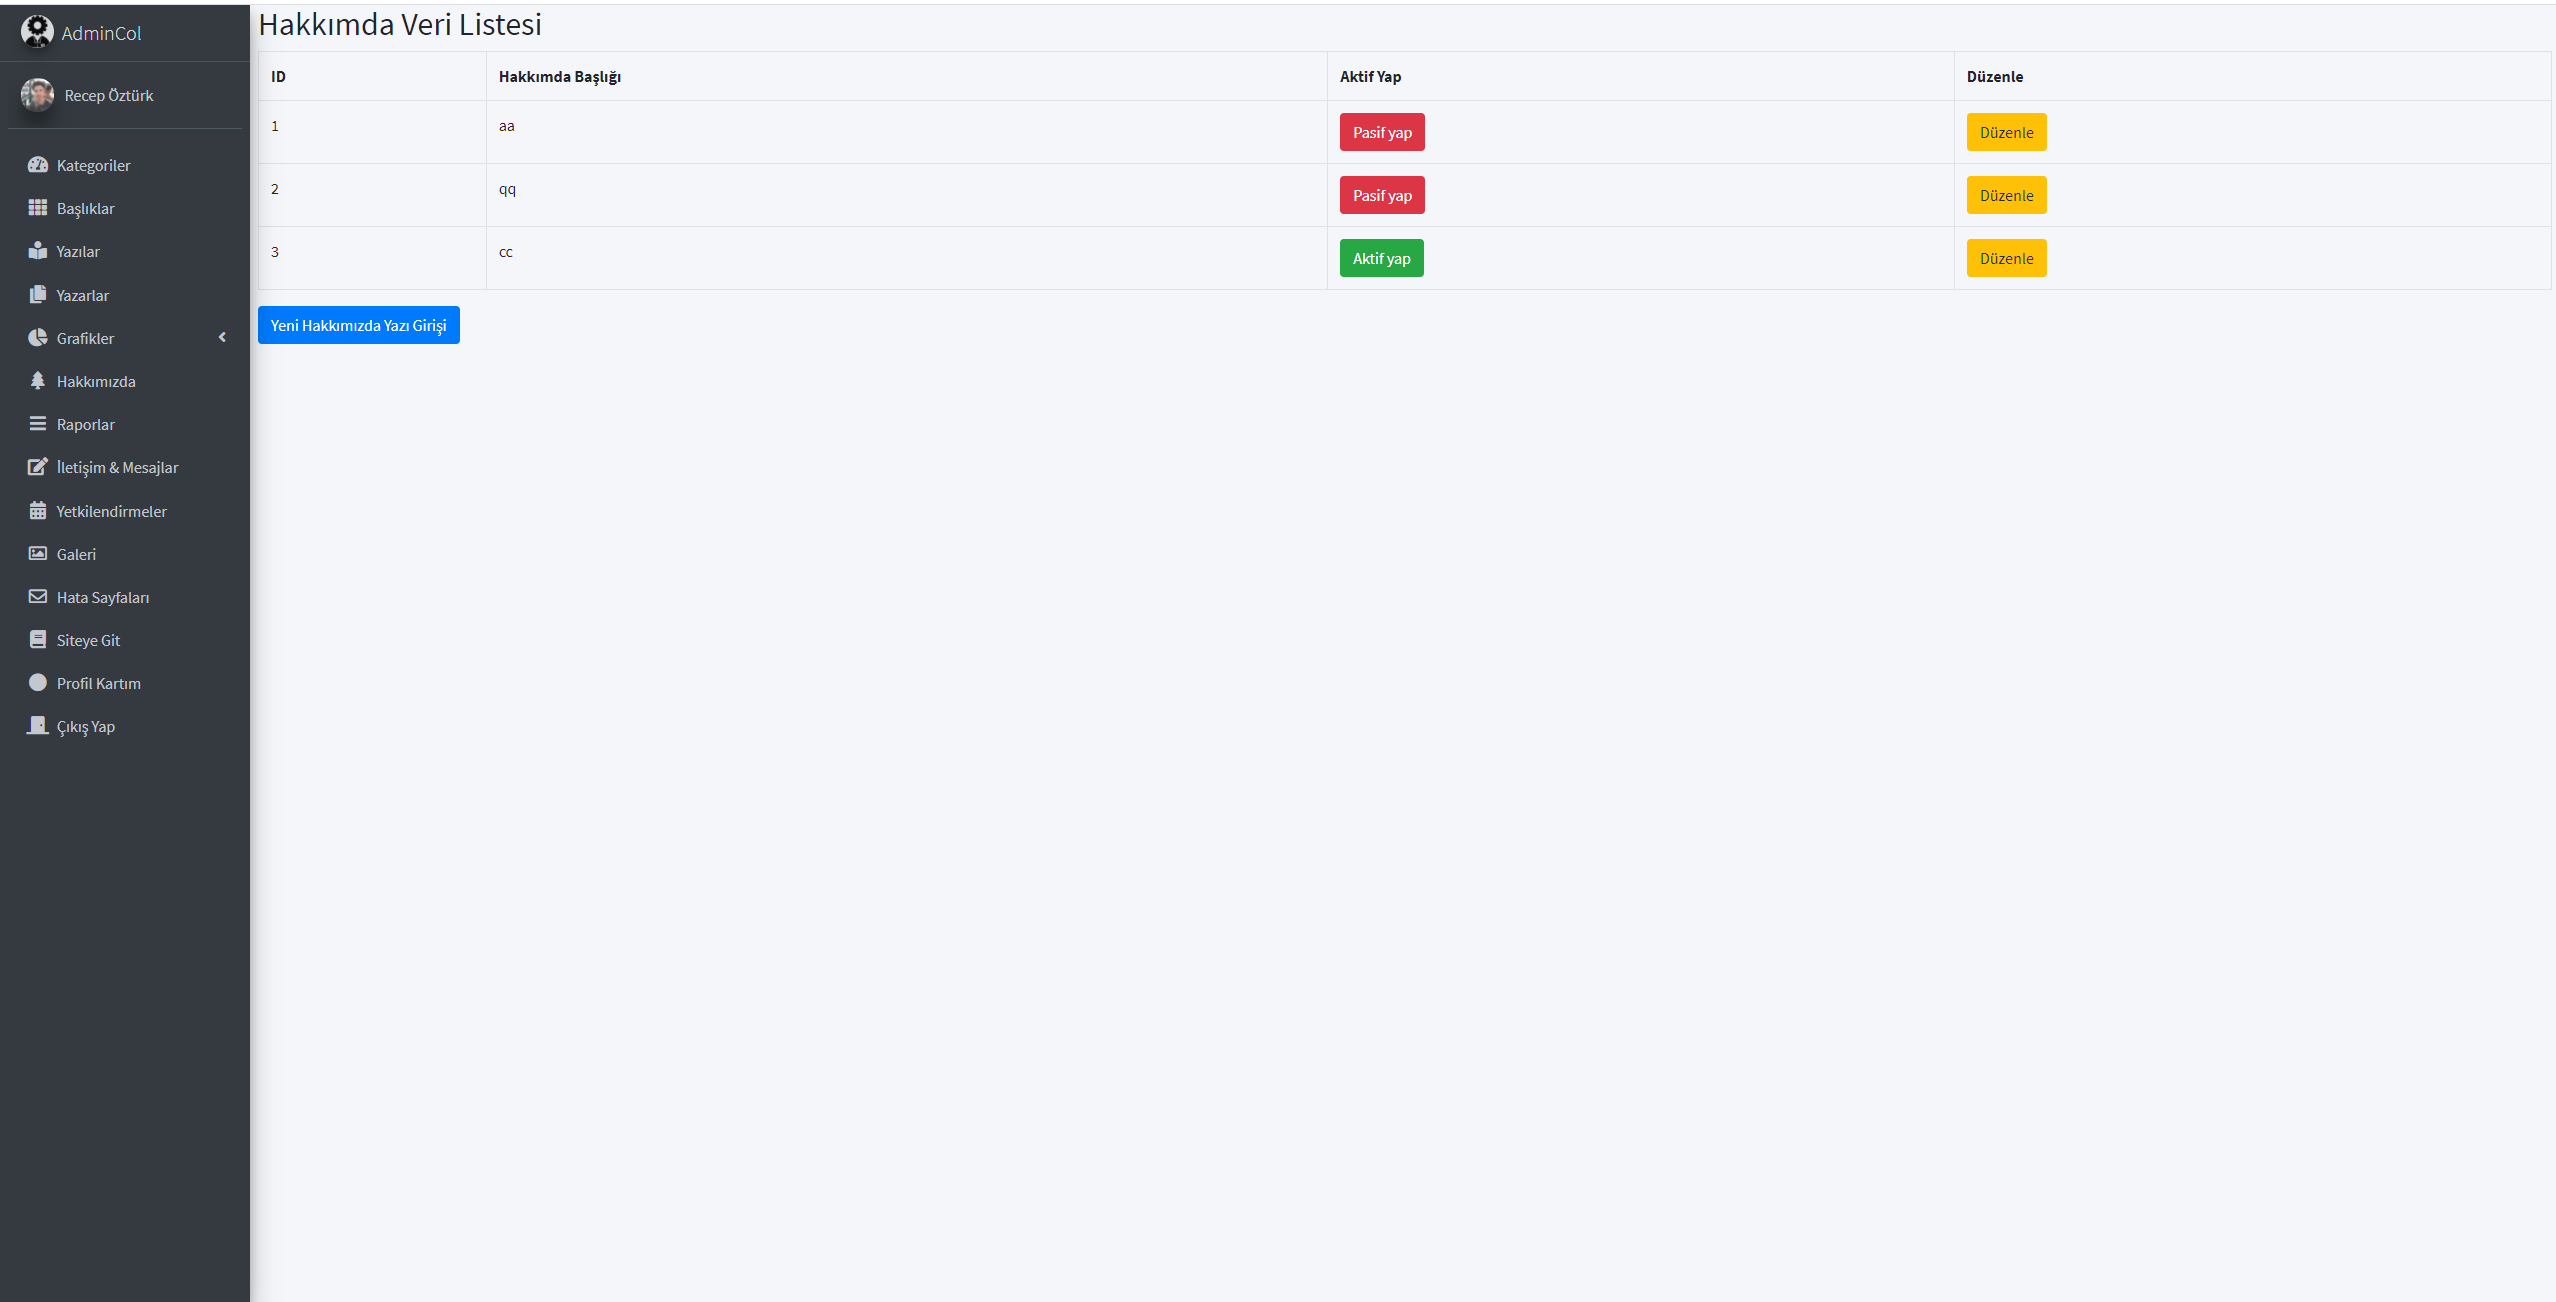 AdminCol
Recep Öztürk
Kategoriler
Başlıklar
Yazılar
Yazarlar
Grafikler
Hakkımızda
Raporlar
İletişim & Mesajlar
Yetkilendirmeler
Galeri
Hata Sayfaları
Siteye Git
Profil Kartım
Çıkış Yap
Hakkımda Veri Listesi
ID Hakkımda Başlığı Aktif Yap Düzenle
1 aa Pasif yap Düzenle
2 qq Pasif yap Düzenle
3 cc Aktif yap Düzenle
Yeni Hakkımızda Yazı Girişi